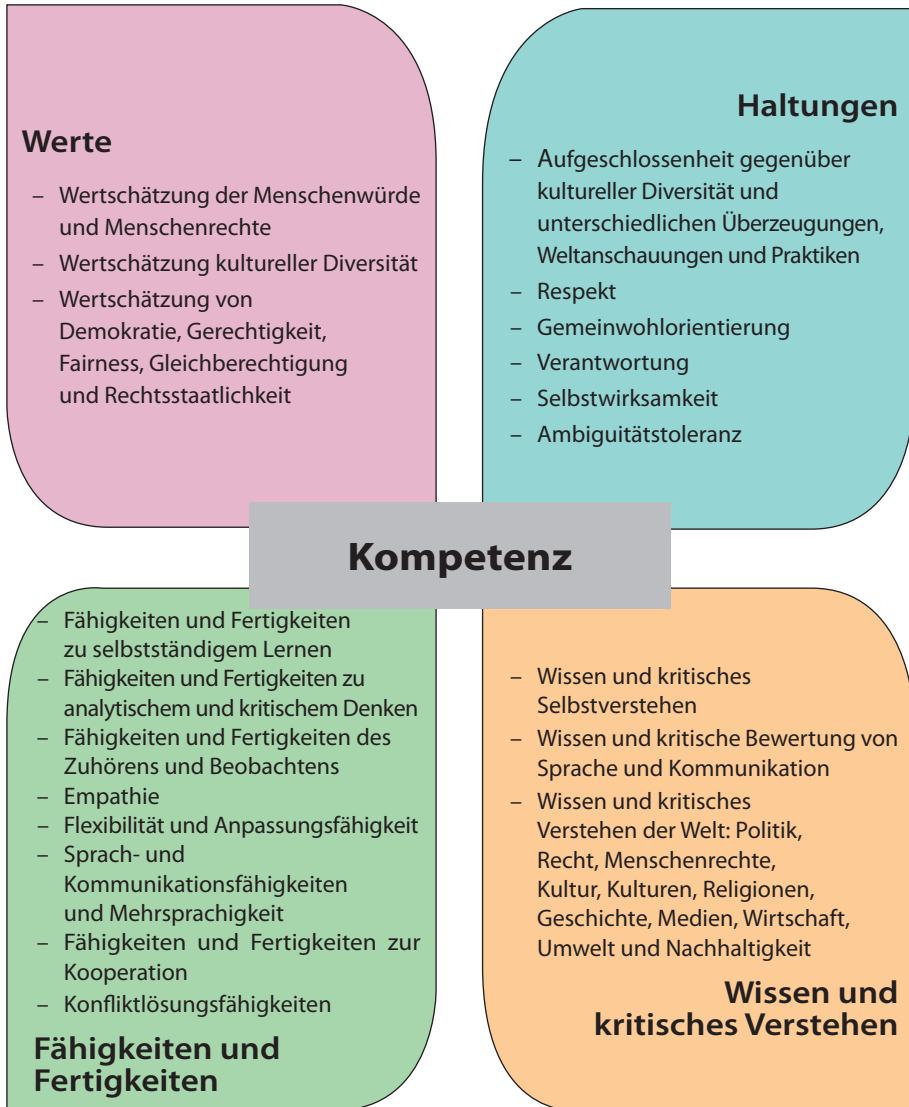 Werte
– Wertschätzung der Menschenwürde
und Menschenrechte
– Wertschätzung kultureller Diversität
– Wertschätzung von
Demokratie, Gerechtigkeit,
Fairness, Gleichberechtigung
und Rechtsstaatlichkeit
Haltungen
– Aufgeschlossenheit gegenüber
kultureller Diversität und
unterschiedlichen Überzeugungen,
Weltanschauungen und Praktiken
– Respekt
– Gemeinwohlorientierung
– Verantwortung
– Selbstwirksamkeit
– Ambiguitätstoleranz
Kompetenz
– Fähigkeiten und Fertigkeiten
zu selbstständigem Lernen
– Fähigkeiten und Fertigkeiten zu
analytischem und kritischem Denken
– Fähigkeiten und Fertigkeiten des
Zuhörens und Beobachtens
– Empathie
– Flexibilität und Anpassungsfähigkeit
– Sprach- und
Kommunikationsfähigkeiten
und Mehrsprachigkeit
– Fähigkeiten und Fertigkeiten zur
Kooperation
– Konfliktlösungsfähigkeiten
Fähigkeiten und
Fertigkeiten
– Wissen und kritisches
Selbstverstehen
– Wissen und kritische Bewertung von
Sprache und Kommunikation
– Wissen und kritisches
Verstehen der Welt: Politik,
Recht, Menschenrechte,
Kultur, Kulturen, Religionen,
Geschichte, Medien, Wirtschaft,
Umwelt und Nachhaltigkeit
Wissen und
kritisches Verstehen